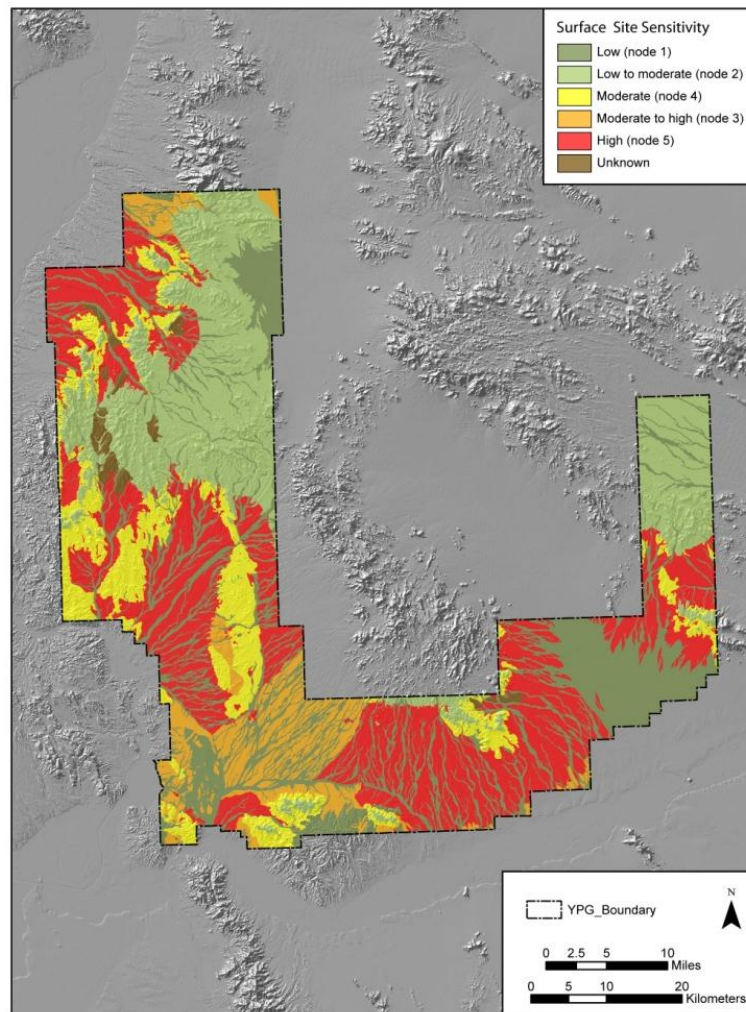 Surface Site Sensitivity
Low (node 1)
Low to moderate (node 2)
Moderate (node 4)
Moderate to high (node 3)
High (node 5)
Unknown
YPG_Boundary
N
0 2.5 5 10
Miles
0 5 10 20
Kilometers